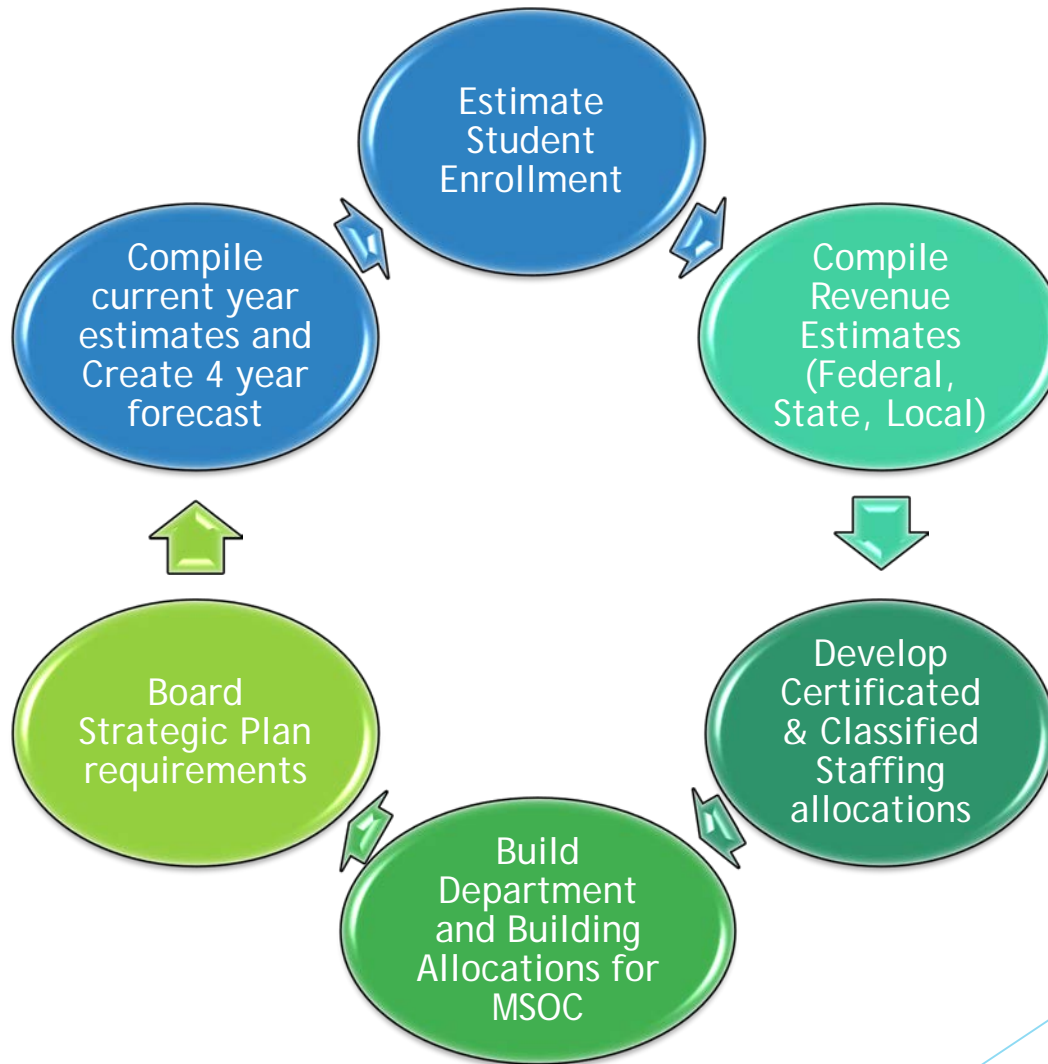 Estimate
Student
Enrollment
Compile
Revenue
Estimates
(Federal,
State, Local)
Develop
Certificated
& Classified
Staffing
allocations
Build
Department
and Building
Allocations for
MSOC
Board
Strategic Plan
requirements
Compile
current year
estimates and
Create 4 year
forecast